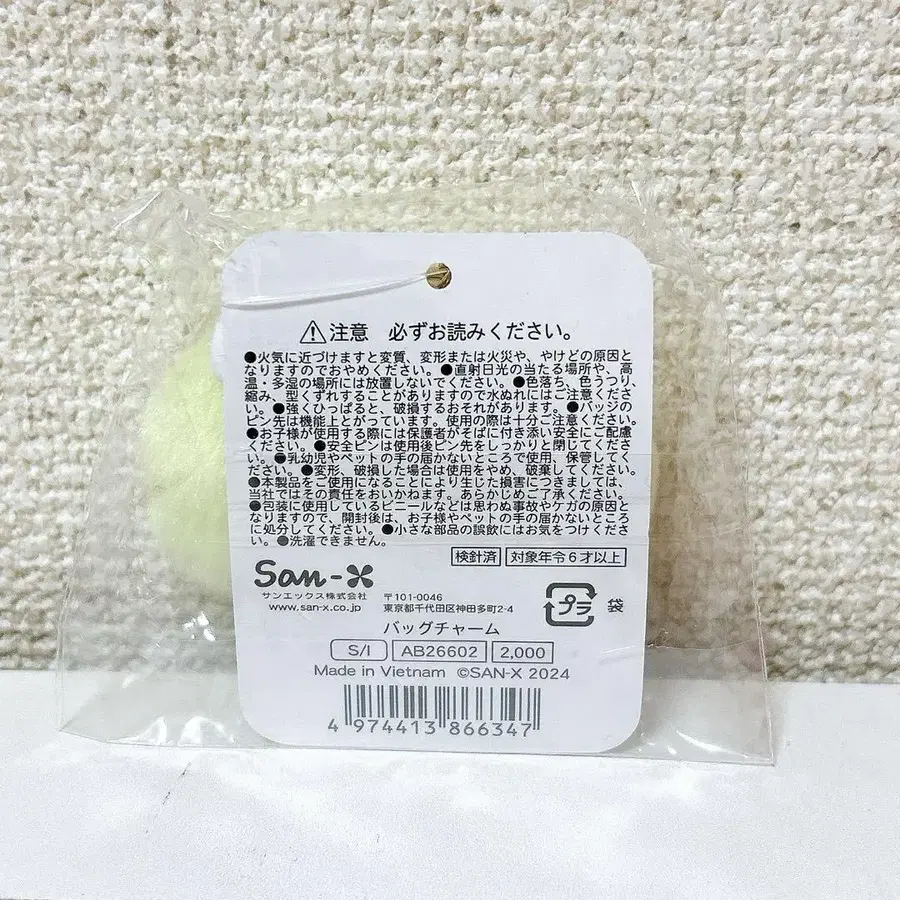 ⚠注意 必ずお読みください。
●火気に近づけますと変質、変形または火災や、やけどの原因と
なりますのでおやめください。●直射日光の当たる場所や、高
温・多湿の場所には放置しないでください。●色落ち、色うつり、
縮み、型くずれすることがありますので水ぬれにはご注意くださ
い。●強くひっぱると、破損するおそれがあります。●バッジの
ピン先は機能上とがっています。使用の際は十分ご注意ください。
●お子様が使用する際には保護者がそばに付き添い安全にご配慮
ください。●安全ピンは使用後ピン先をしっかりと閉じてくださ
い。●乳幼児やペットの手の届かないところで使用、保管してく
ださい。●変形、破損した場合は使用をやめ、破棄してください。
●本製品をご使用になることにより生じた損害につきましては、
当社ではその責任をおいかねます。あらかじめご了承ください。
●包装に使用しているビニールなどは思わぬ事故やケガの原因と
なりますので、開封後は、お子様やペットの手の届かないところ
に処分してください。●小さな部品の誤飲にはお気をつけくださ
い。●洗濯できません。
検針済 対象年令6才以上
San-X
サンエックス株式会社 〒101-0046
www.san-x.co.jp 東京都千代田区神田多町2-4
プラ 袋
バッグチャーム
S/I AB26602 2,000
Made in Vietnam ©SAN-X 2024
4 974413 866347